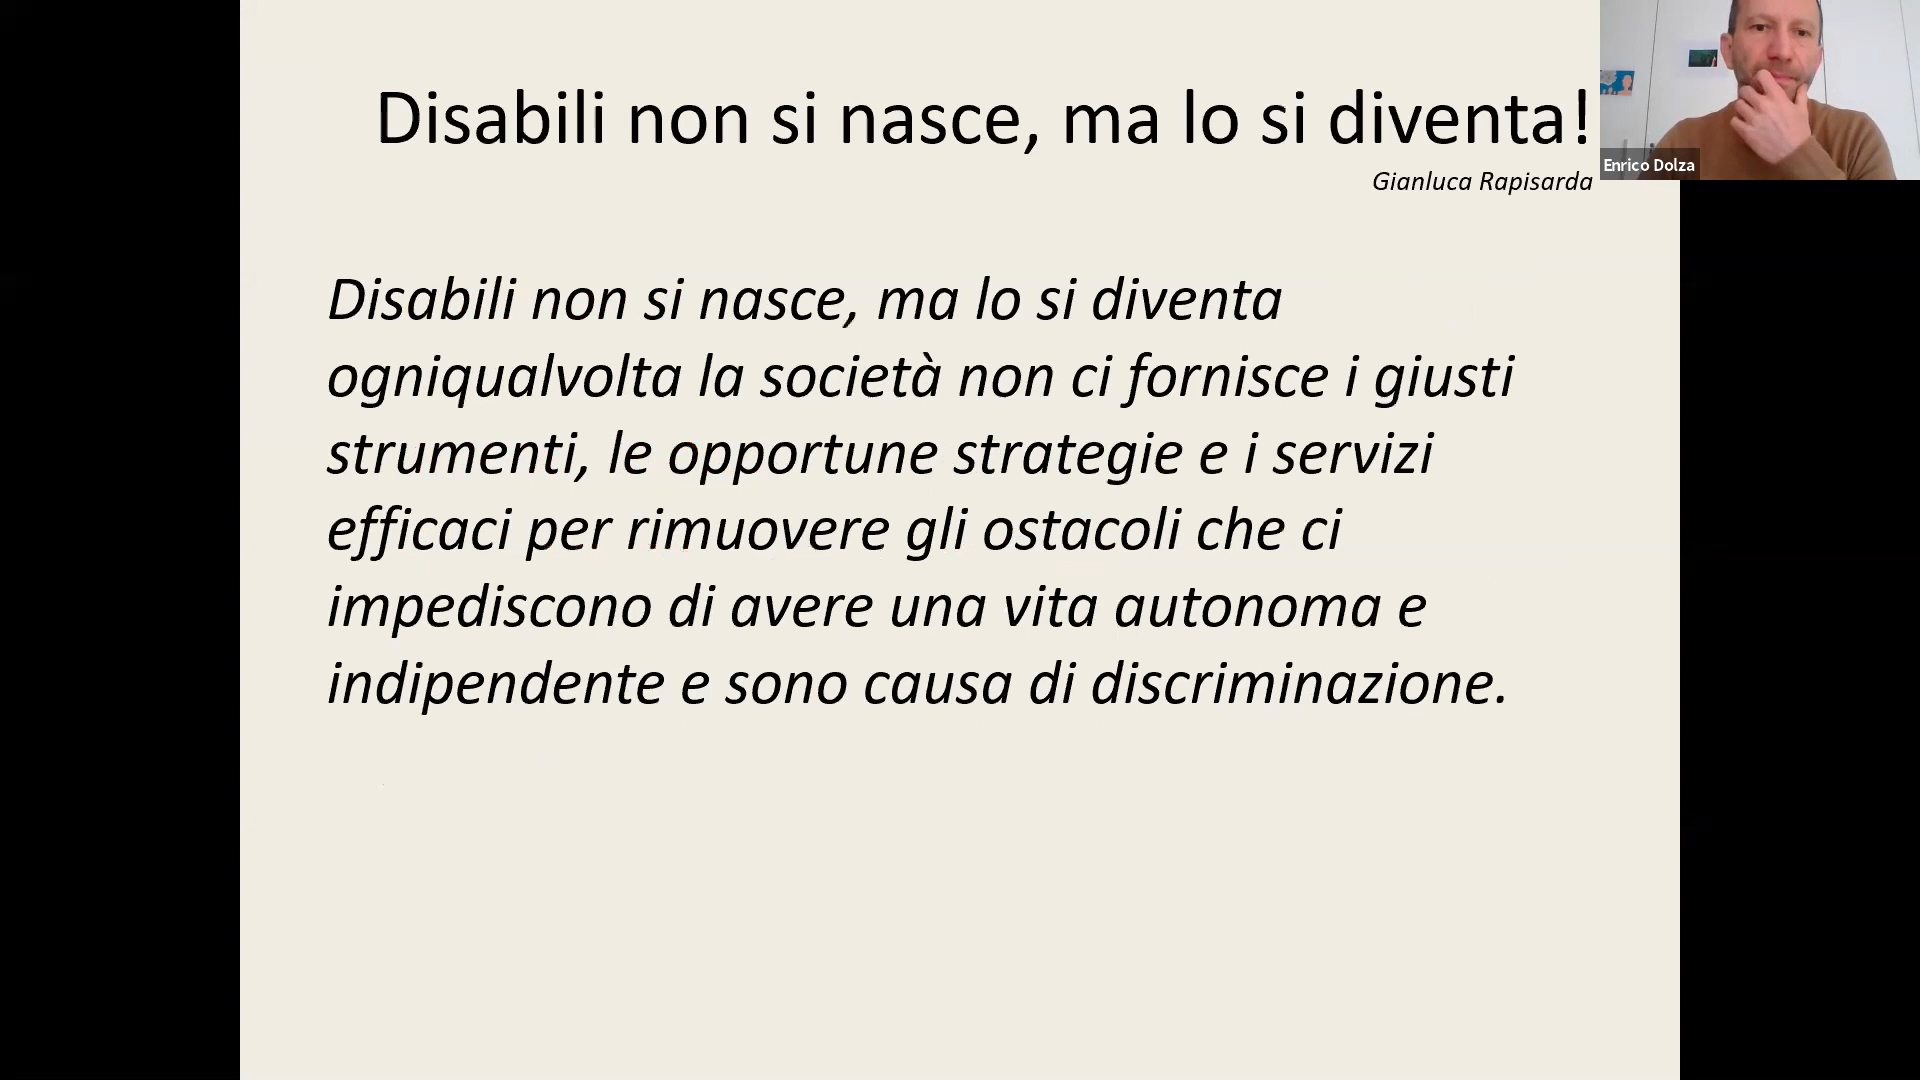 Disabili non si nasce, ma lo si diventa!
Enrico Dolza
Gianluca Rapisarda
Disabili non si nasce, ma lo si diventa
ogniqualvolta la società non ci fornisce i giusti
strumenti, le opportune strategie e i servizi
efficaci per rimuovere gli ostacoli che ci
impediscono di avere una vita autonoma e
indipendente e sono causa di discriminazione.